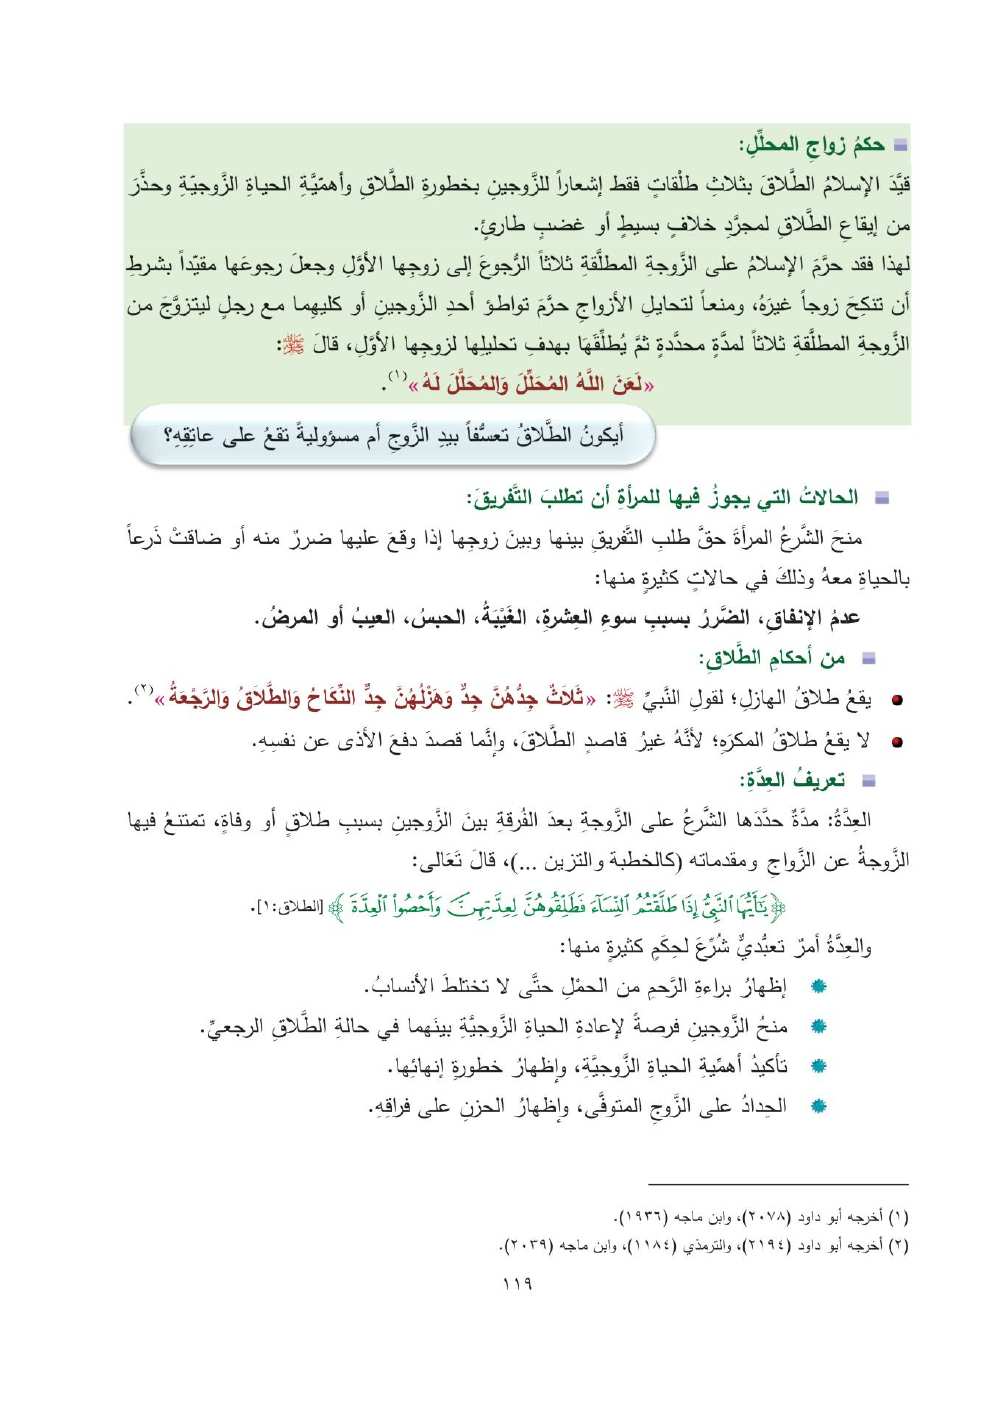 حكمُ زواجِ المحلِّلِ:
قيَّدَ الإسلامُ الطَّلاقَ بثلاثِ طلْقاتٍ فقط إشعاراً للزَّوجينِ بخطورةِ الطَّلاقِ وأهميَّةِ الحياةِ الزَّوجيّةِ وحذَّرَ
من إيقاعِ الطَّلاقِ لمجرَّدِ خلافٍ بسيطٍ أو غضبٍ طارئٍ.
لهذا فقد حرَّمَ الإسلامُ على الزَّوجةِ المطلَّقةِ ثلاثاً الرُّجوعَ إلى زوجِها الأوَّلِ وجعلَ رجوعَها مقيّداً بشرطِ
أن تنكِحَ زوجاً غيرَهُ، ومنعاً لتحايلِ الأزواجِ حرَّمَ تواطؤَ أحدِ الزَّوجينِ أو كليهِما مع رجلٍ ليتزوَّجَ من
الزَّوجةِ المطلَّقةِ ثلاثاً لمدَّةٍ محدَّدةٍ ثمَّ يُطلِّقَهَا بهدفِ تحليلِها لزوجِها الأوَّلِ، قالَ ﷺ:
«لَعَنَ اللَّهُ المُحَلِّلَ وَالمُحَلَّلَ لَهُ»(١).
أيكونُ الطَّلاقُ تعسُّفاً بيدِ الزَّوجِ أم مسؤوليةً تقعُ على عاتِقِهِ؟
الحالاتُ التي يجوزُ فيها للمرأةِ أن تطلبَ التَّفريقَ:
منحَ الشَّرعُ المرأةَ حقَّ طلبِ التَّفريقِ بينها وبينَ زوجِها إذا وقعَ عليها ضررٌ منه أو ضاقتْ ذَرعاً
بالحياةِ معهُ وذلكَ في حالاتٍ كثيرةٍ منها:
عدمُ الإنفاقِ، الضَّررُ بسببِ سوءِ العِشرةِ، الغَيْبَةُ، الحبسُ، العيبُ أو المرضُ.
من أحكامِ الطَّلاقِ:
يقعُ طلاقُ الهازلِ؛ لقولِ النَّبيِّ ﷺ: «ثَلَاثٌ جِدُّهُنَّ جِدٌّ وَهَزْلُهُنَّ جِدٌّ النِّكَاحُ وَالطَّلَاقُ وَالرَّجْعَةُ»(٢).
لا يقعُ طلاقُ المكرَهِ؛ لأنَّهُ غيرُ قاصدٍ الطَّلاقَ، وإنَّما قصدَ دفعَ الأذى عن نفسِهِ.
تعريفُ العِدَّةِ:
العِدَّةُ: مدَّةٌ حدَّدَها الشَّرعُ على الزَّوجةِ بعدَ الفُرقةِ بينَ الزَّوجينِ بسببِ طلاقٍ أو وفاةٍ، تمتنعُ فيها
الزَّوجةُ عن الزَّواجِ ومقدماته (كالخطبة والتزين ...)، قالَ تَعَالى:
﴿يَٰٓأَيُّهَا ٱلنَّبِيُّ إِذَا طَلَّقْتُمُ ٱلنِّسَآءَ فَطَلِّقُوهُنَّ لِعِدَّتِهِنَّ وَأَحْصُوا۟ ٱلْعِدَّةَ﴾ [الطلاق:١].
والعِدَّةُ أمرٌ تعبُّديٌّ شُرِّعَ لحِكَمٍ كثيرةٍ منها:
إظهارُ براءةِ الرَّحمِ من الحمْلِ حتَّى لا تختلطَ الأنسابُ.
منحُ الزَّوجينِ فرصةً لإعادةِ الحياةِ الزَّوجيَّةِ بينَهما في حالةِ الطَّلاقِ الرجعيِّ.
تأكيدُ أهمِّيةِ الحياةِ الزَّوجيَّةِ، وإظهارُ خطورةِ إنهائِها.
الحِدادُ على الزَّوجِ المتوفَّى، وإظهارُ الحزنِ على فراقِهِ.
(١) أخرجه أبو داود (٢٠٧٨)، وابن ماجه (١٩٣٦).
(٢) أخرجه أبو داود (٢١٩٤)، والترمذي (١١٨٤)، وابن ماجه (٢٠٣٩).
١١٩